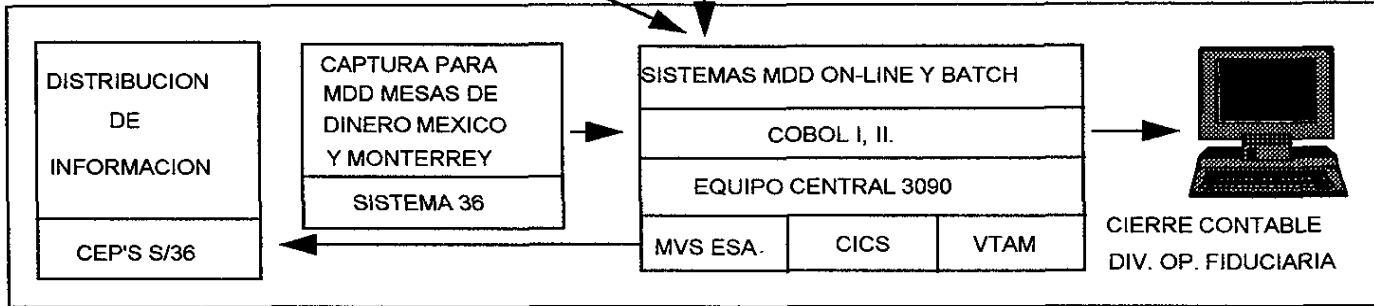 DISTRIBUCION
DE
INFORMACION
CEP'S S/36
CAPTURA PARA
MDD MESAS DE
DINERO MEXICO
Y MONTERREY
SISTEMA 36
SISTEMAS MDD ON-LINE Y BATCH
COBOL I, II.
EQUIPO CENTRAL 3090
MVS ESA
CICS
VTAM
CIERRE CONTABLE
DIV. OP. FIDUCIARIA